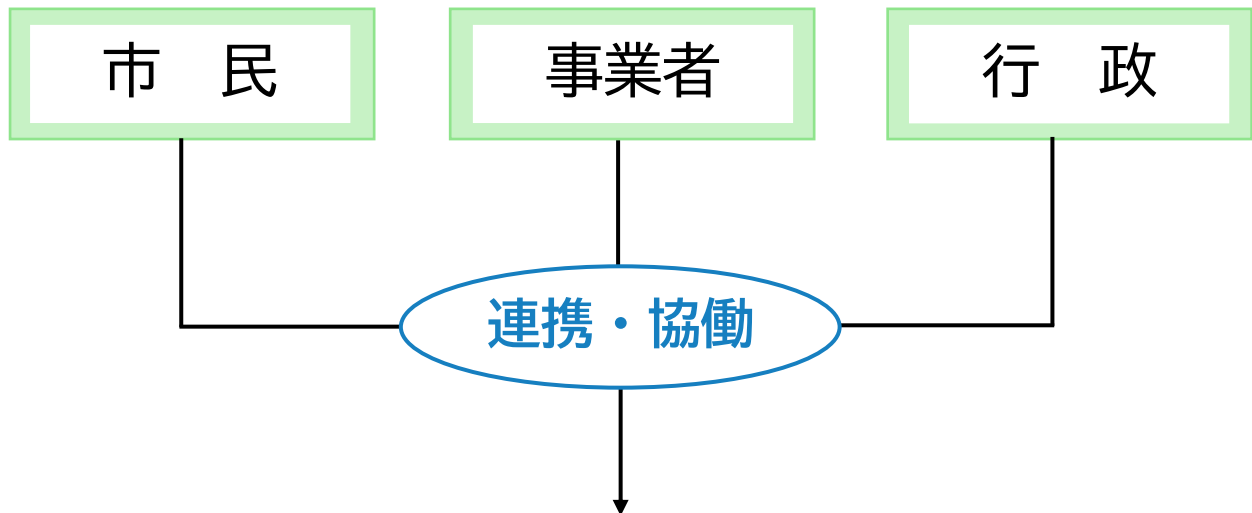 市　民
事業者
行　政
連携・協働